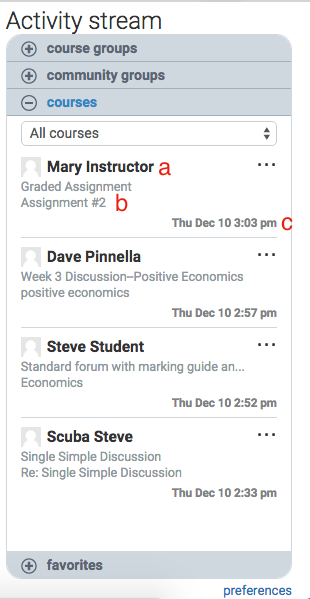 Activity stream
course groups
community groups
courses
All courses
Mary Instructor a
Graded Assignment
Assignment #2 b
Thu Dec 10 3:03 pm c
Dave Pinnella
Week 3 Discussion--Positive Economics
positive economics
Thu Dec 10 2:57 pm
Steve Student
Standard forum with marking guide an...
Economics
Thu Dec 10 2:52 pm
Scuba Steve
Single Simple Discussion
Re: Single Simple Discussion
Thu Dec 10 2:33 pm
favorites
preferences